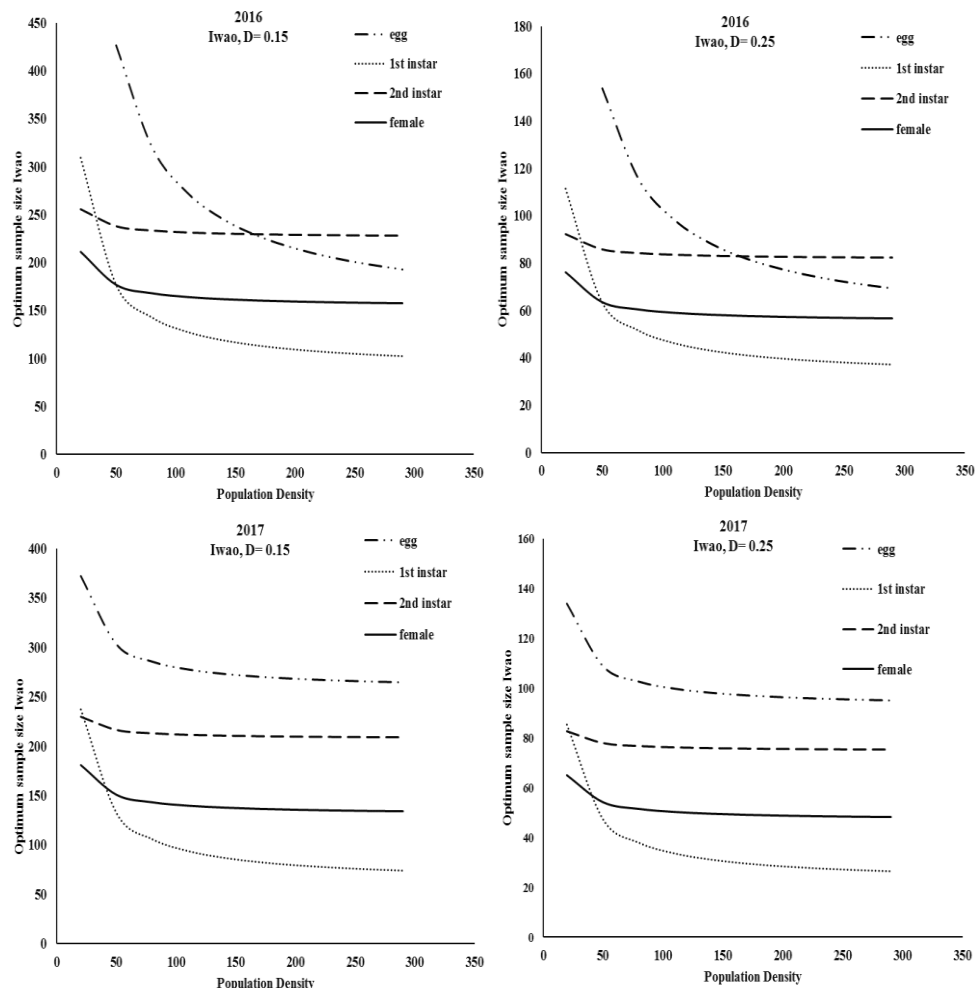 2016
Iwao, D= 0.15
egg
1st instar
2nd instar
female
Optimum sample size Iwao
450
400
350
300
250
200
150
100
50
0
0 50 100 150 200 250 300 350
Population Density
2016
Iwao, D= 0.25
egg
1st instar
2nd instar
female
Optimum sample size Iwao
180
160
140
120
100
80
60
40
20
0
0 50 100 150 200 250 300 350
Population Density
2017
Iwao, D= 0.15
egg
1st instar
2nd instar
female
Optimum sample size Iwao
400
350
300
250
200
150
100
50
0
0 50 100 150 200 250 300 350
Population Density
2017
Iwao, D= 0.25
egg
1st instar
2nd instar
female
Optimum sample size Iwao
160
140
120
100
80
60
40
20
0
0 50 100 150 200 250 300 350
Population Density